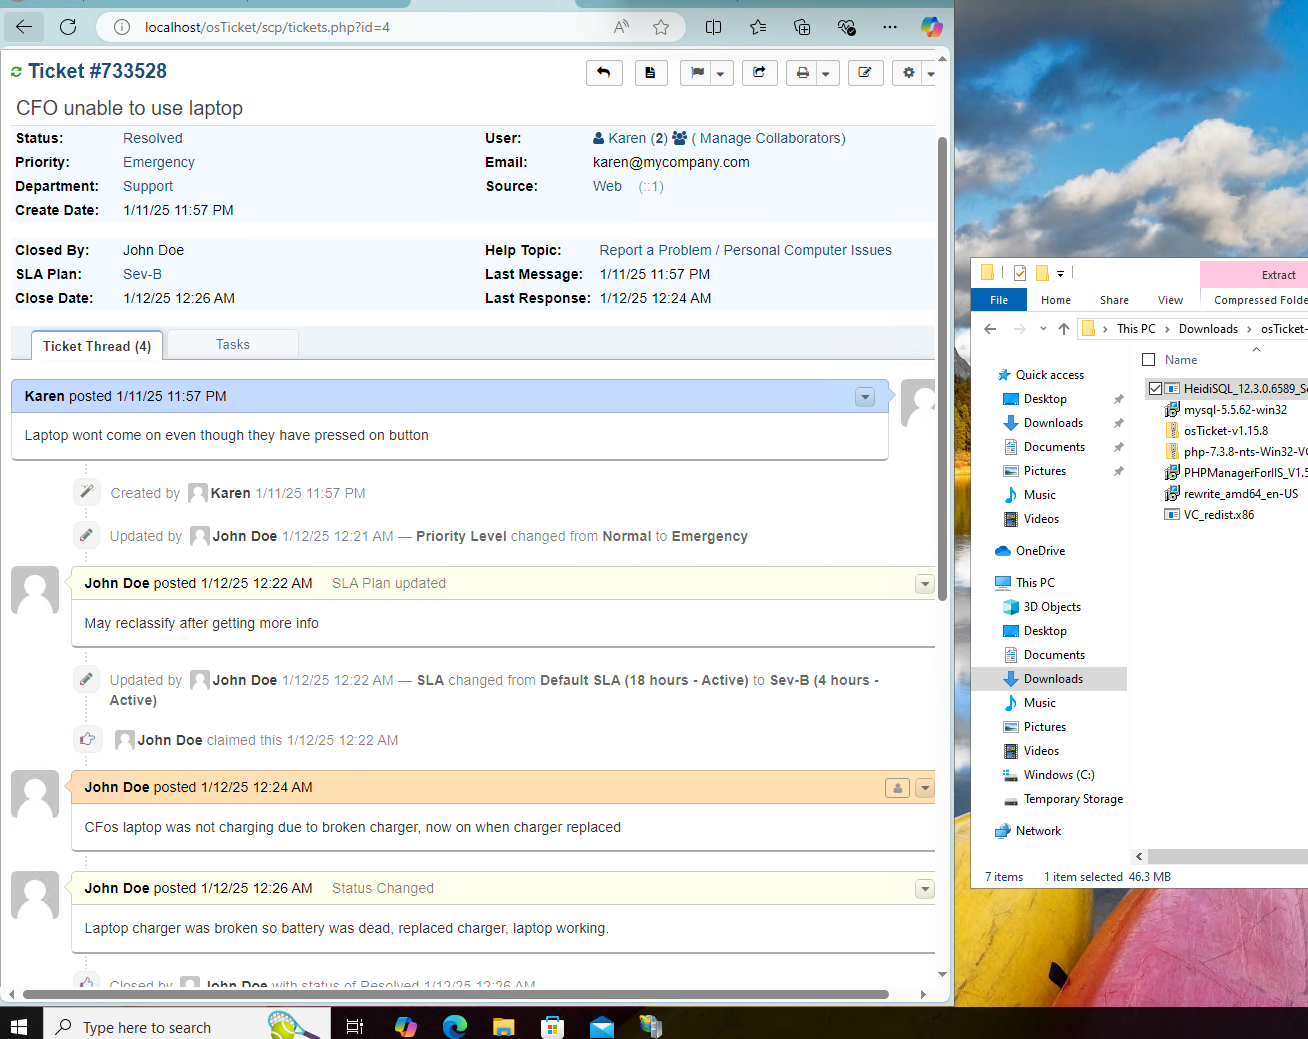 localhost/osTicket/scp/tickets.php?id=4
Ticket #733528
CFO unable to use laptop
Status: Resolved
User: Karen (2) ( Manage Collaborators)
Priority: Emergency
Email: karen@mycompany.com
Department: Support
Source: Web (::1)
Create Date: 1/11/25 11:57 PM
Closed By: John Doe
Help Topic: Report a Problem / Personal Computer Issues
SLA Plan: Sev-B
Last Message: 1/11/25 11:57 PM
Close Date: 1/12/25 12:26 AM
Last Response: 1/12/25 12:24 AM
Ticket Thread (4)
Tasks
Karen posted 1/11/25 11:57 PM
Laptop wont come on even though they have pressed on button
Created by Karen 1/11/25 11:57 PM
Updated by John Doe 1/12/25 12:21 AM — Priority Level changed from Normal to Emergency
John Doe posted 1/12/25 12:22 AM SLA Plan updated
May reclassify after getting more info
Updated by John Doe 1/12/25 12:22 AM — SLA changed from Default SLA (18 hours - Active) to Sev-B (4 hours -
Active)
John Doe claimed this 1/12/25 12:22 AM
John Doe posted 1/12/25 12:24 AM
CFOs laptop was not charging due to broken charger, now on when charger replaced
John Doe posted 1/12/25 12:26 AM Status Changed
Laptop charger was broken so battery was dead, replaced charger, laptop working.
Closed by John Doe with status of Resolved 1/12/25 12:26 AM
Extract
File Home Share View Compressed Folde
This PC Downloads osTicket-
Name
Quick access
Desktop
Downloads
Documents
Pictures
Music
Videos
OneDrive
This PC
3D Objects
Desktop
Documents
Downloads
Music
Pictures
Videos
Windows (C:)
Temporary Storage
Network
HeidiSQL_12.3.0.6589_Se
mysql-5.5.62-win32
osTicket-v1.15.8
php-7.3.8-nts-Win32-VC
PHPManagerForIIS_V1.5
rewrite_amd64_en-US
VC_redist.x86
7 items 1 item selected 46.3 MB
Type here to search